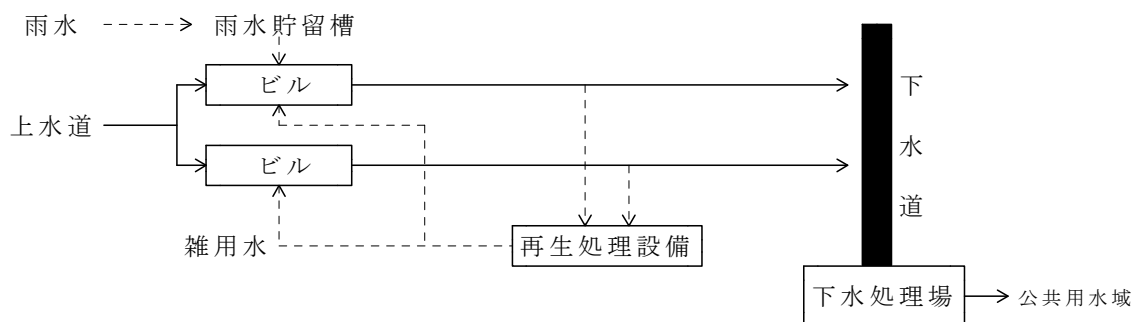 雨水
雨水貯留槽
ビル
上水道
ビル
雑用水
再生処理設備
下水道
下水処理場
公共用水域